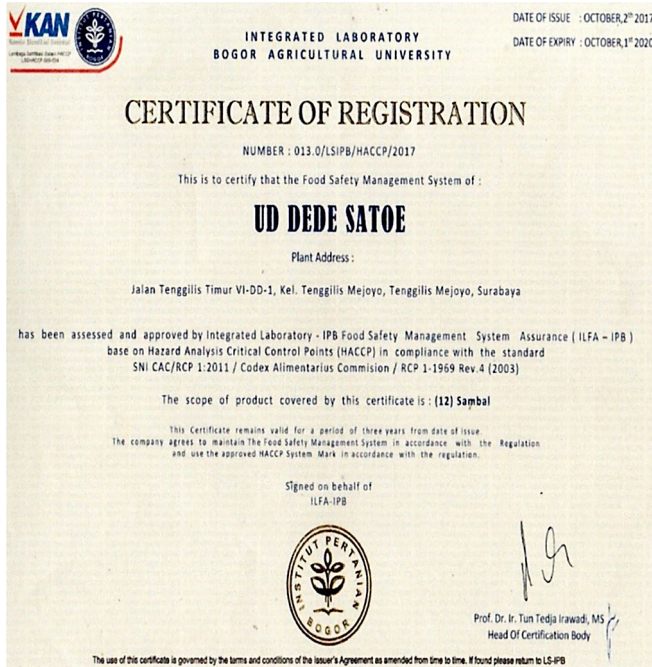 KAN
Komite Akreditasi Nasional
INSTITUT PERTANIAN
BOGOR
INTEGRATED LABORATORY
BOGOR AGRICULTURAL UNIVERSITY
DATE OF ISSUE : OCTOBER,2ⁿᵈ 2017
DATE OF EXPIRY : OCTOBER,1ˢᵗ 2020
CERTIFICATE OF REGISTRATION
NUMBER : 013.0/LSIPB/HACCP/2017
This is to certify that the Food Safety Management System of :
UD DEDE SATOE
Plant Address :
Jalan Tenggilis Timur VI-DD-1, Kel. Tenggilis Mejoyo, Tenggilis Mejoyo, Surabaya
has been assessed and approved by Integrated Laboratory - IPB Food Safety Management System Assurance ( ILFA – IPB )
base on Hazard Analysis Critical Control Points (HACCP) in compliance with the standard
SNI CAC/RCP 1:2011 / Codex Alimentarius Commision / RCP 1-1969 Rev.4 (2003)
The scope of product covered by this certificate is : (12) Sambal
This Certificate remains valid for a period of three years from date of issue.
The company agrees to maintain The Food Safety Management System in accordance with the Regulation
and use the approved HACCP System Mark in accordance with the regulation.
Signed on behalf of
ILFA-IPB
INSTITUT PERTANIAN
BOGOR
Prof. Dr. Ir. Tun Tedja Irawadi, MS
Head Of Certification Body
The use of this certificate is governed by the terms and conditions of the Issuer's Agreement as amended from time to time. If found please return to LS-IPB